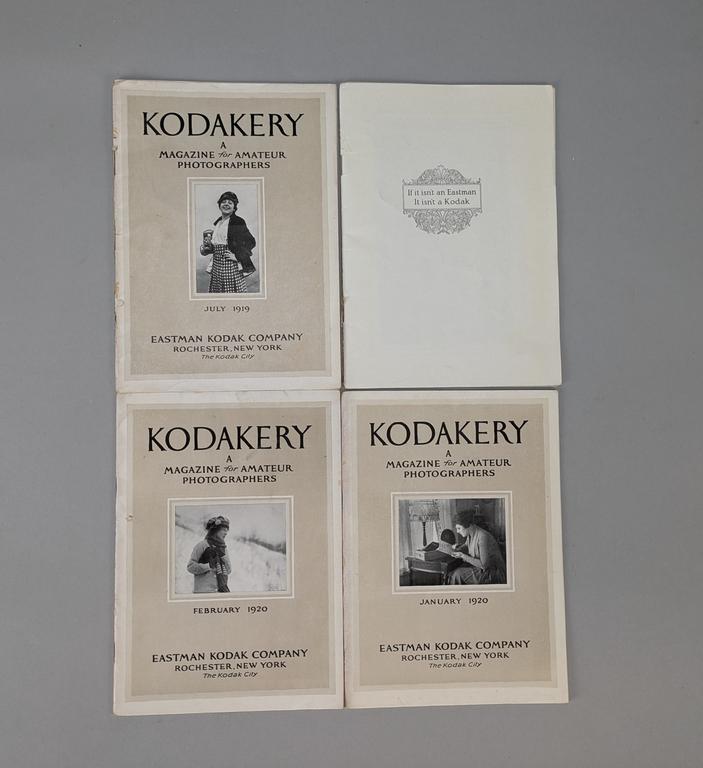 KODAKERY
A
MAGAZINE for AMATEUR
PHOTOGRAPHERS
JULY 1919
EASTMAN KODAK COMPANY
ROCHESTER, NEW YORK
The Kodak City
If it isn't an Eastman
It isn't a Kodak
KODAKERY
A
MAGAZINE for AMATEUR
PHOTOGRAPHERS
FEBRUARY 1920
EASTMAN KODAK COMPANY
ROCHESTER, NEW YORK
The Kodak City
KODAKERY
A
MAGAZINE for AMATEUR
PHOTOGRAPHERS
JANUARY 1920
EASTMAN KODAK COMPANY
ROCHESTER, NEW YORK
The Kodak City